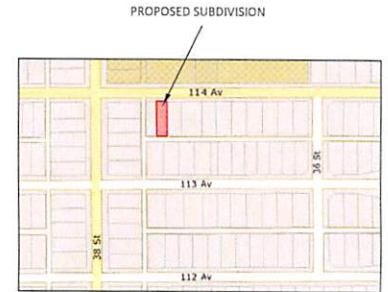 PROPOSED SUBDIVISION
114 Av
36 St
113 Av
38 St
112 Av